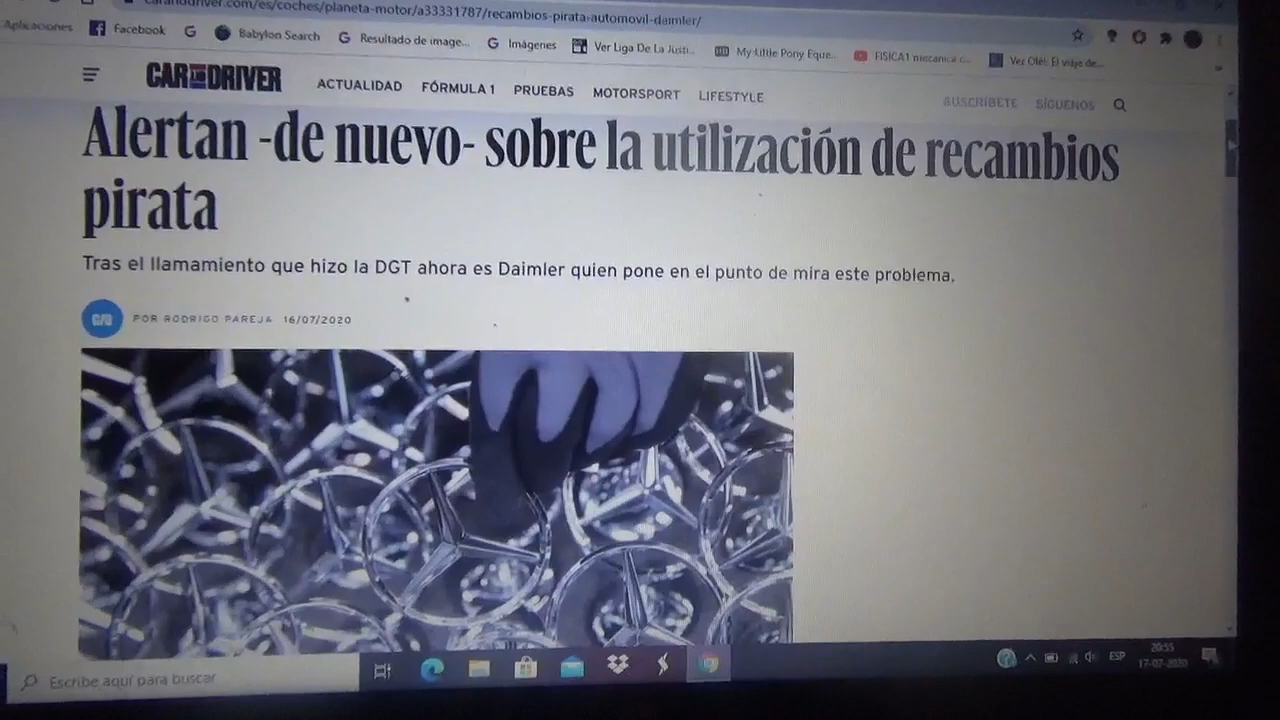 caranddriver.com/es/coches/planeta-motor/a33331787/recambios-pirata-automovil-daimler/
Aplicaciones Facebook Babylon Search Resultado de image... Imágenes Ver Liga De La Justi... My Little Pony Eque... FISICA1 mecanica c... Ver Olé! El viaje de...
CAR AND DRIVER ACTUALIDAD FÓRMULA 1 PRUEBAS MOTORSPORT LIFESTYLE SUSCRÍBETE SÍGUENOS
Alertan -de nuevo- sobre la utilización de recambios
pirata
Tras el llamamiento que hizo la DGT ahora es Daimler quien pone en el punto de mira este problema.
C/D POR RODRIGO PAREJA 16/07/2020
Escribe aquí para buscar
ESP
20:55
17-07-2020